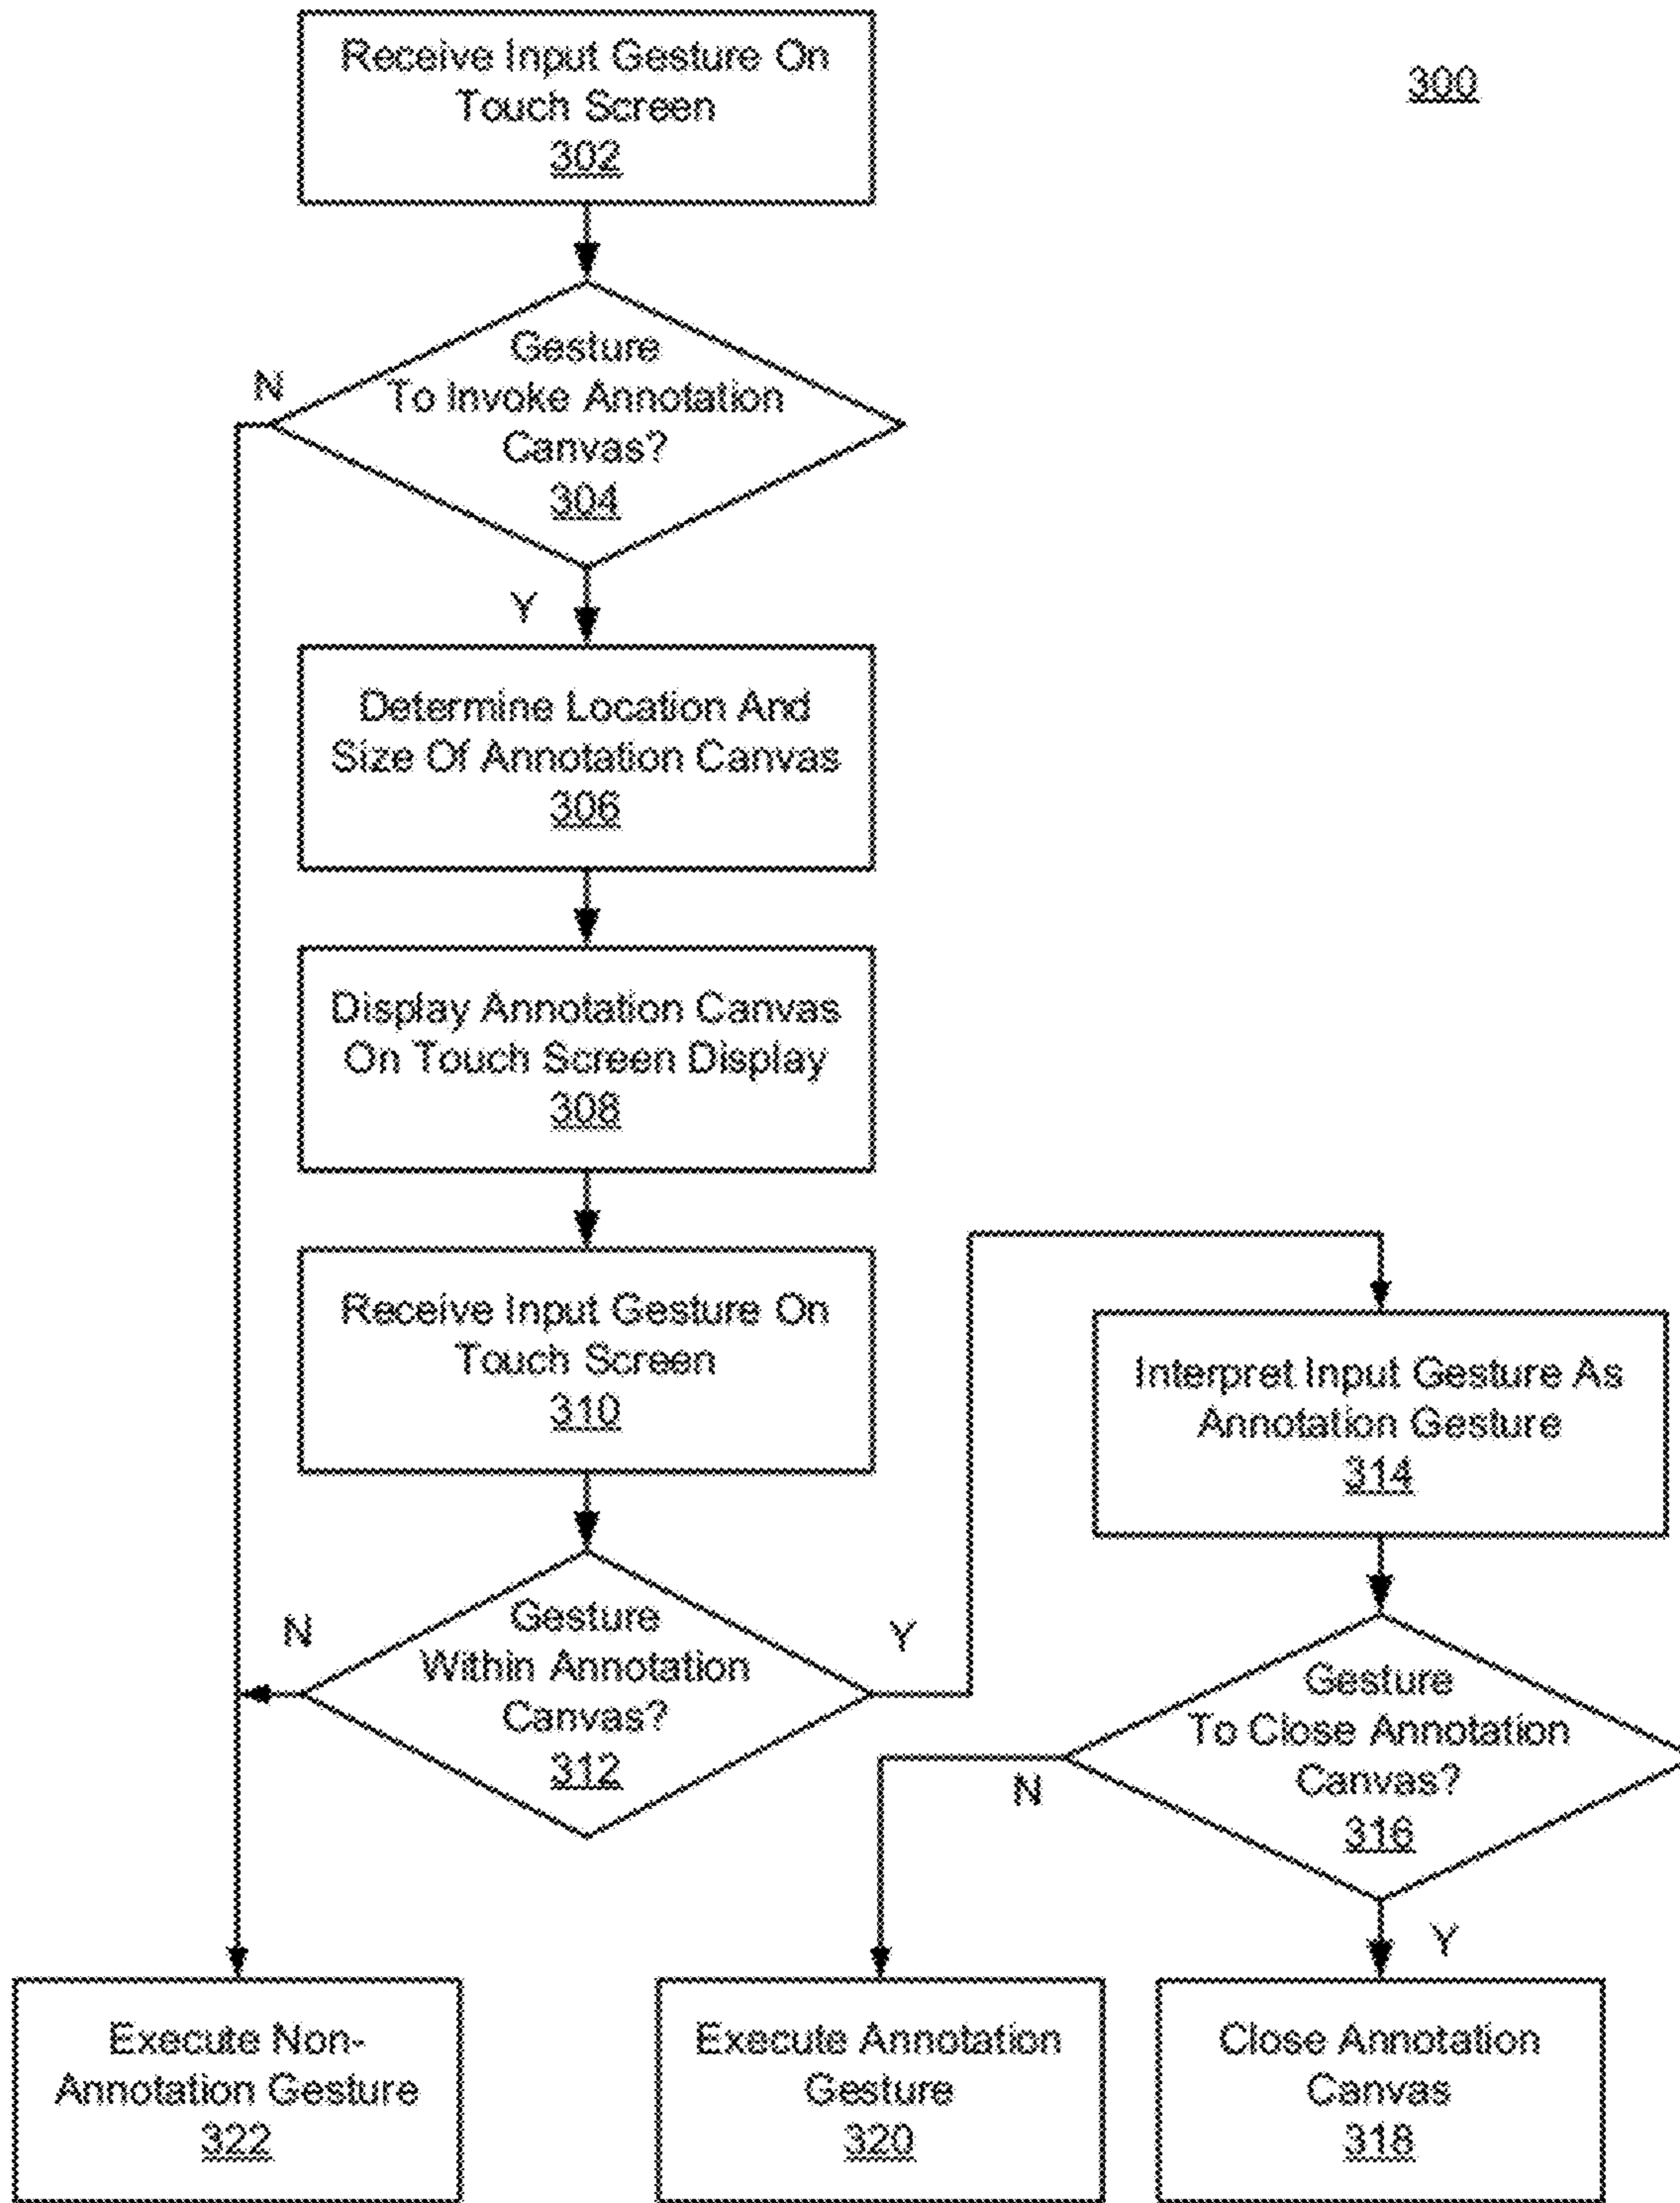 300
Receive Input Gesture On
Touch Screen
302
Gesture
To Invoke Annotation
Canvas?
304
N
Y
Determine Location And
Size Of Annotation Canvas
306
Display Annotation Canvas
On Touch Screen Display
308
Receive Input Gesture On
Touch Screen
310
Gesture
Within Annotation
Canvas?
312
N
Y
Interpret Input Gesture As
Annotation Gesture
314
Gesture
To Close Annotation
Canvas?
316
N
Y
Execute Non-
Annotation Gesture
322
Execute Annotation
Gesture
320
Close Annotation
Canvas
318